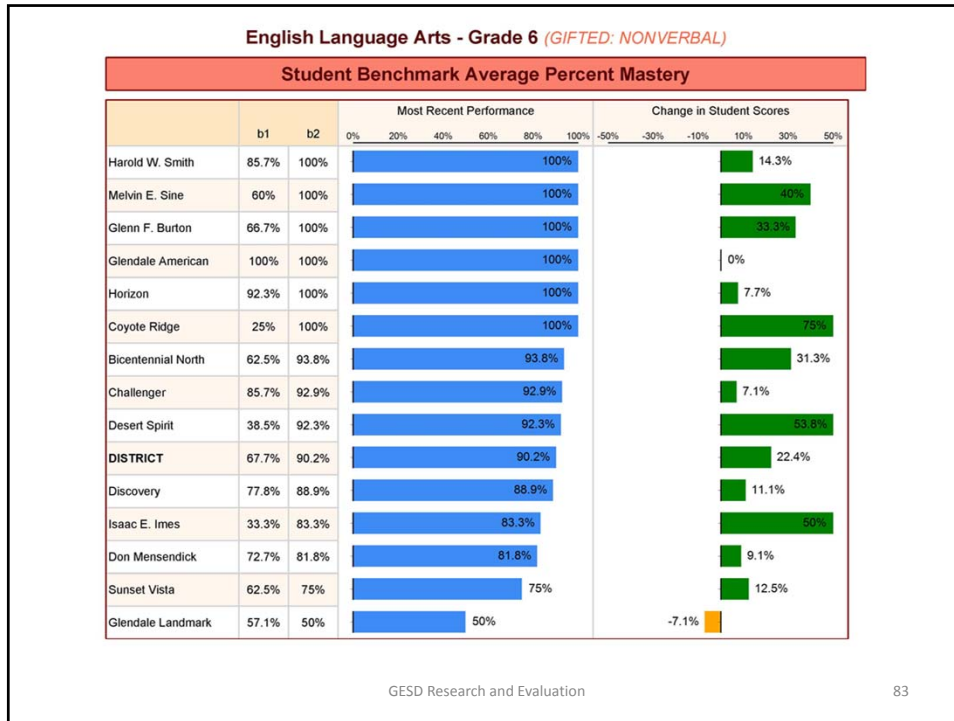 English Language Arts - Grade 6 (GIFTED: NONVERBAL)
Student Benchmark Average Percent Mastery
Most Recent Performance Change in Student Scores
b1 b2 0% 20% 40% 60% 80% 100% -50% -30% -10% 10% 30% 50%
Harold W. Smith 85.7% 100% 100% 14.3%
Melvin E. Sine 60% 100% 100% 40%
Glenn F. Burton 66.7% 100% 100% 33.3%
Glendale American 100% 100% 100% 0%
Horizon 92.3% 100% 100% 7.7%
Coyote Ridge 25% 100% 100% 75%
Bicentennial North 62.5% 93.8% 93.8% 31.3%
Challenger 85.7% 92.9% 92.9% 7.1%
Desert Spirit 38.5% 92.3% 92.3% 53.8%
DISTRICT 67.7% 90.2% 90.2% 22.4%
Discovery 77.8% 88.9% 88.9% 11.1%
Isaac E. Imes 33.3% 83.3% 83.3% 50%
Don Mensendick 72.7% 81.8% 81.8% 9.1%
Sunset Vista 62.5% 75% 75% 12.5%
Glendale Landmark 57.1% 50% 50% -7.1%
GESD Research and Evaluation 83